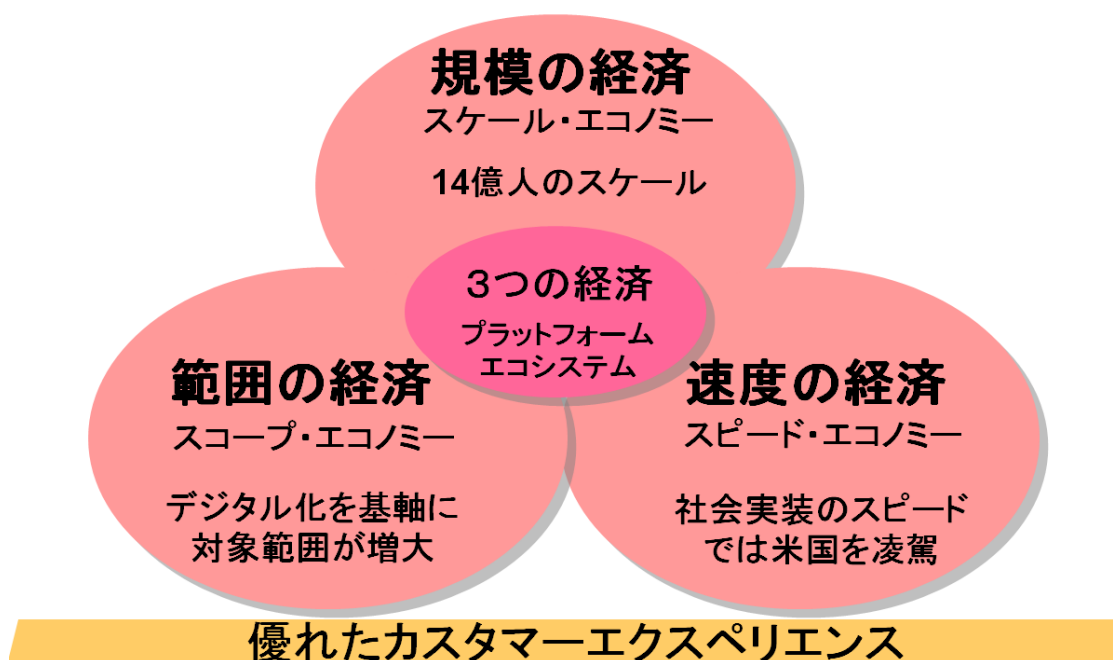 規模の経済
スケール・エコノミー
14億人のスケール
3つの経済
プラットフォーム
エコシステム
範囲の経済
スコープ・エコノミー
デジタル化を基軸に
対象範囲が増大
速度の経済
スピード・エコノミー
社会実装のスピード
では米国を凌駕
優れたカスタマーエクスペリエンス